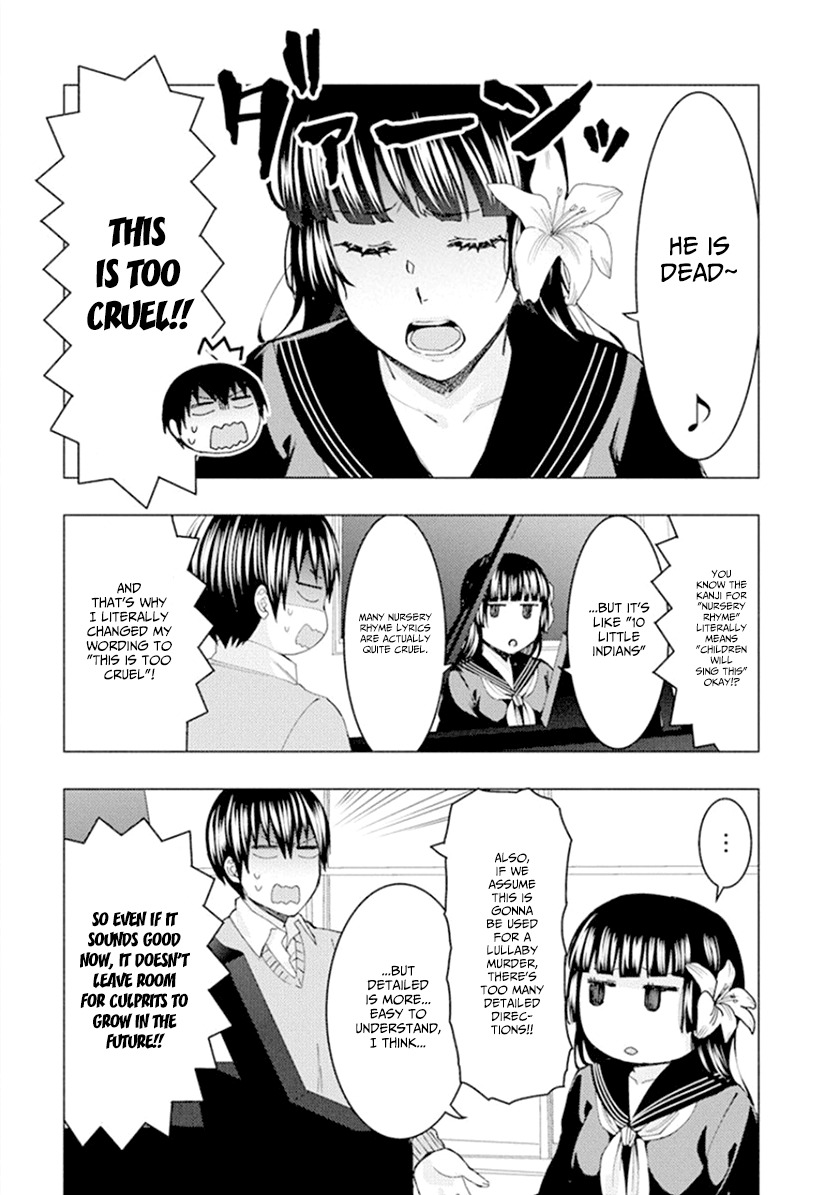 ダァーン
HE IS
DEAD~
THIS
IS TOO
CRUEL!!
YOU
KNOW THE
KANJI FOR
"NURSERY
RHYME"
LITERALLY
MEANS
"CHILDREN
WILL
SING THIS"
OKAY!?
...BUT IT'S
LIKE "10
LITTLE
INDIANS"
MANY NURSERY
RHYME LYRICS
ARE ACTUALLY
QUITE CRUEL.
AND
THAT'S WHY
I LITERALLY
CHANGED MY
WORDING TO
"THIS IS TOO
CRUEL"!
...
ALSO,
IF WE
ASSUME
THIS IS
GONNA
BE USED
FOR A
LULLABY
MURDER,
THERE'S
TOO MANY
DETAILED
DIREC-
TIONS!!
...BUT
DETAILED
IS MORE...
EASY TO
UNDERSTAND,
I THINK...
SO EVEN IF IT
SOUNDS GOOD
NOW, IT DOESN'T
LEAVE ROOM
FOR CULPRITS TO
GROW IN THE
FUTURE!!